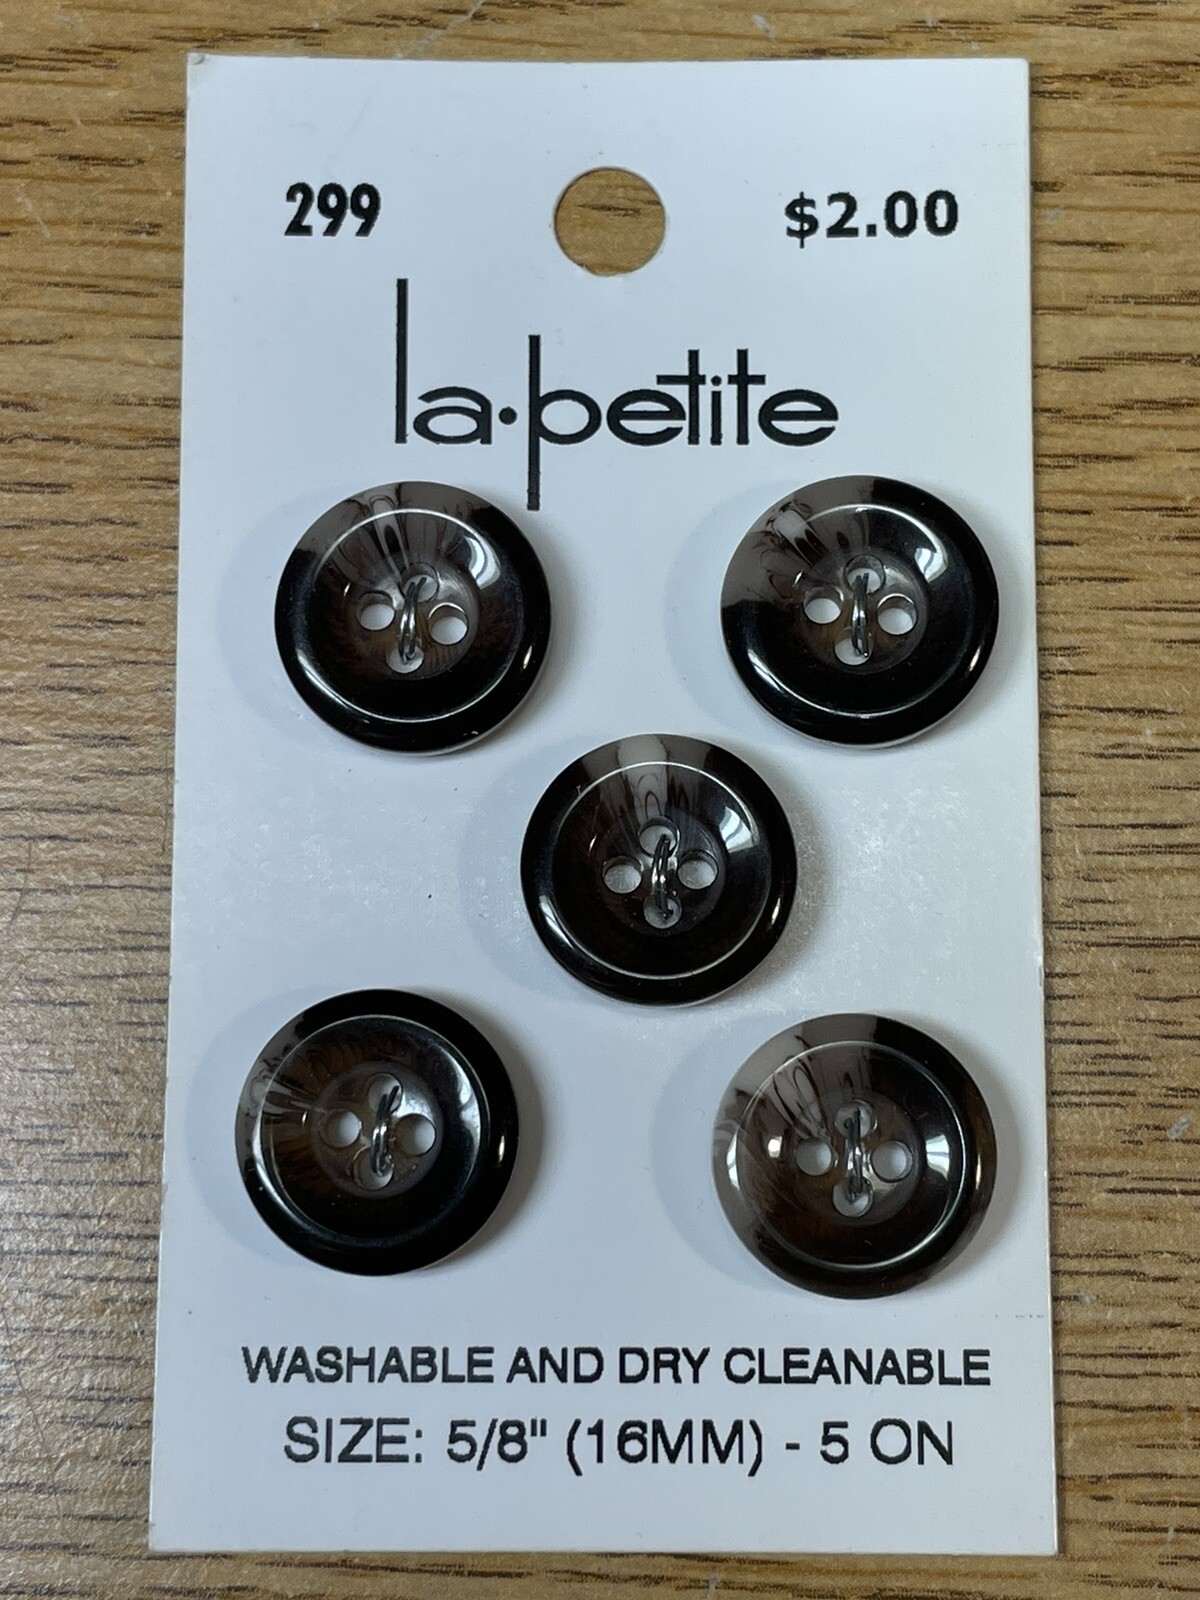 299 $2.00
la·petite
WASHABLE AND DRY CLEANABLE
SIZE: 5/8" (16MM) - 5 ON